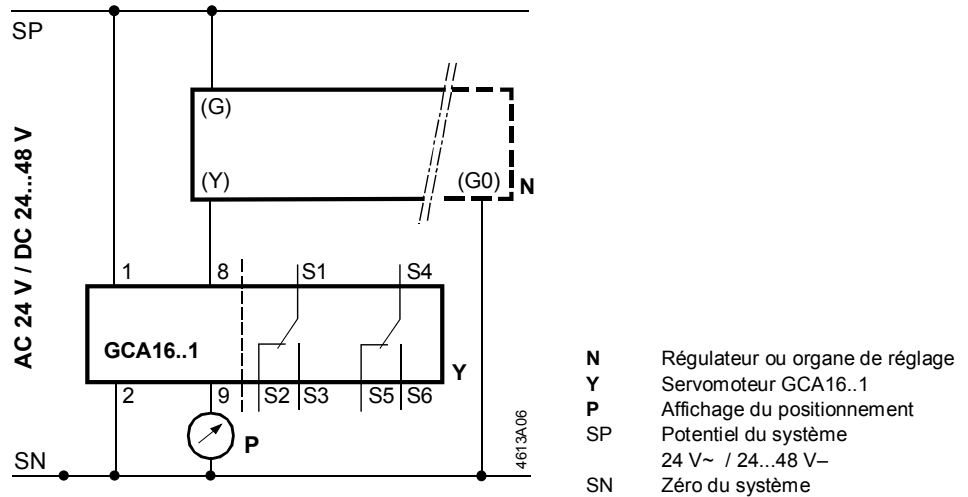 SP
AC 24 V / DC 24...48 V
(G)
(Y)
(G0)
N
1
8
S1
S4
GCA16..1
Y
2
9
S2
S3
S5
S6
P
SN
4613A06
N Régulateur ou organe de réglage
Y Servomoteur GCA16..1
P Affichage du positionnement
SP Potentiel du système
24 V~ / 24...48 V–
SN Zéro du système